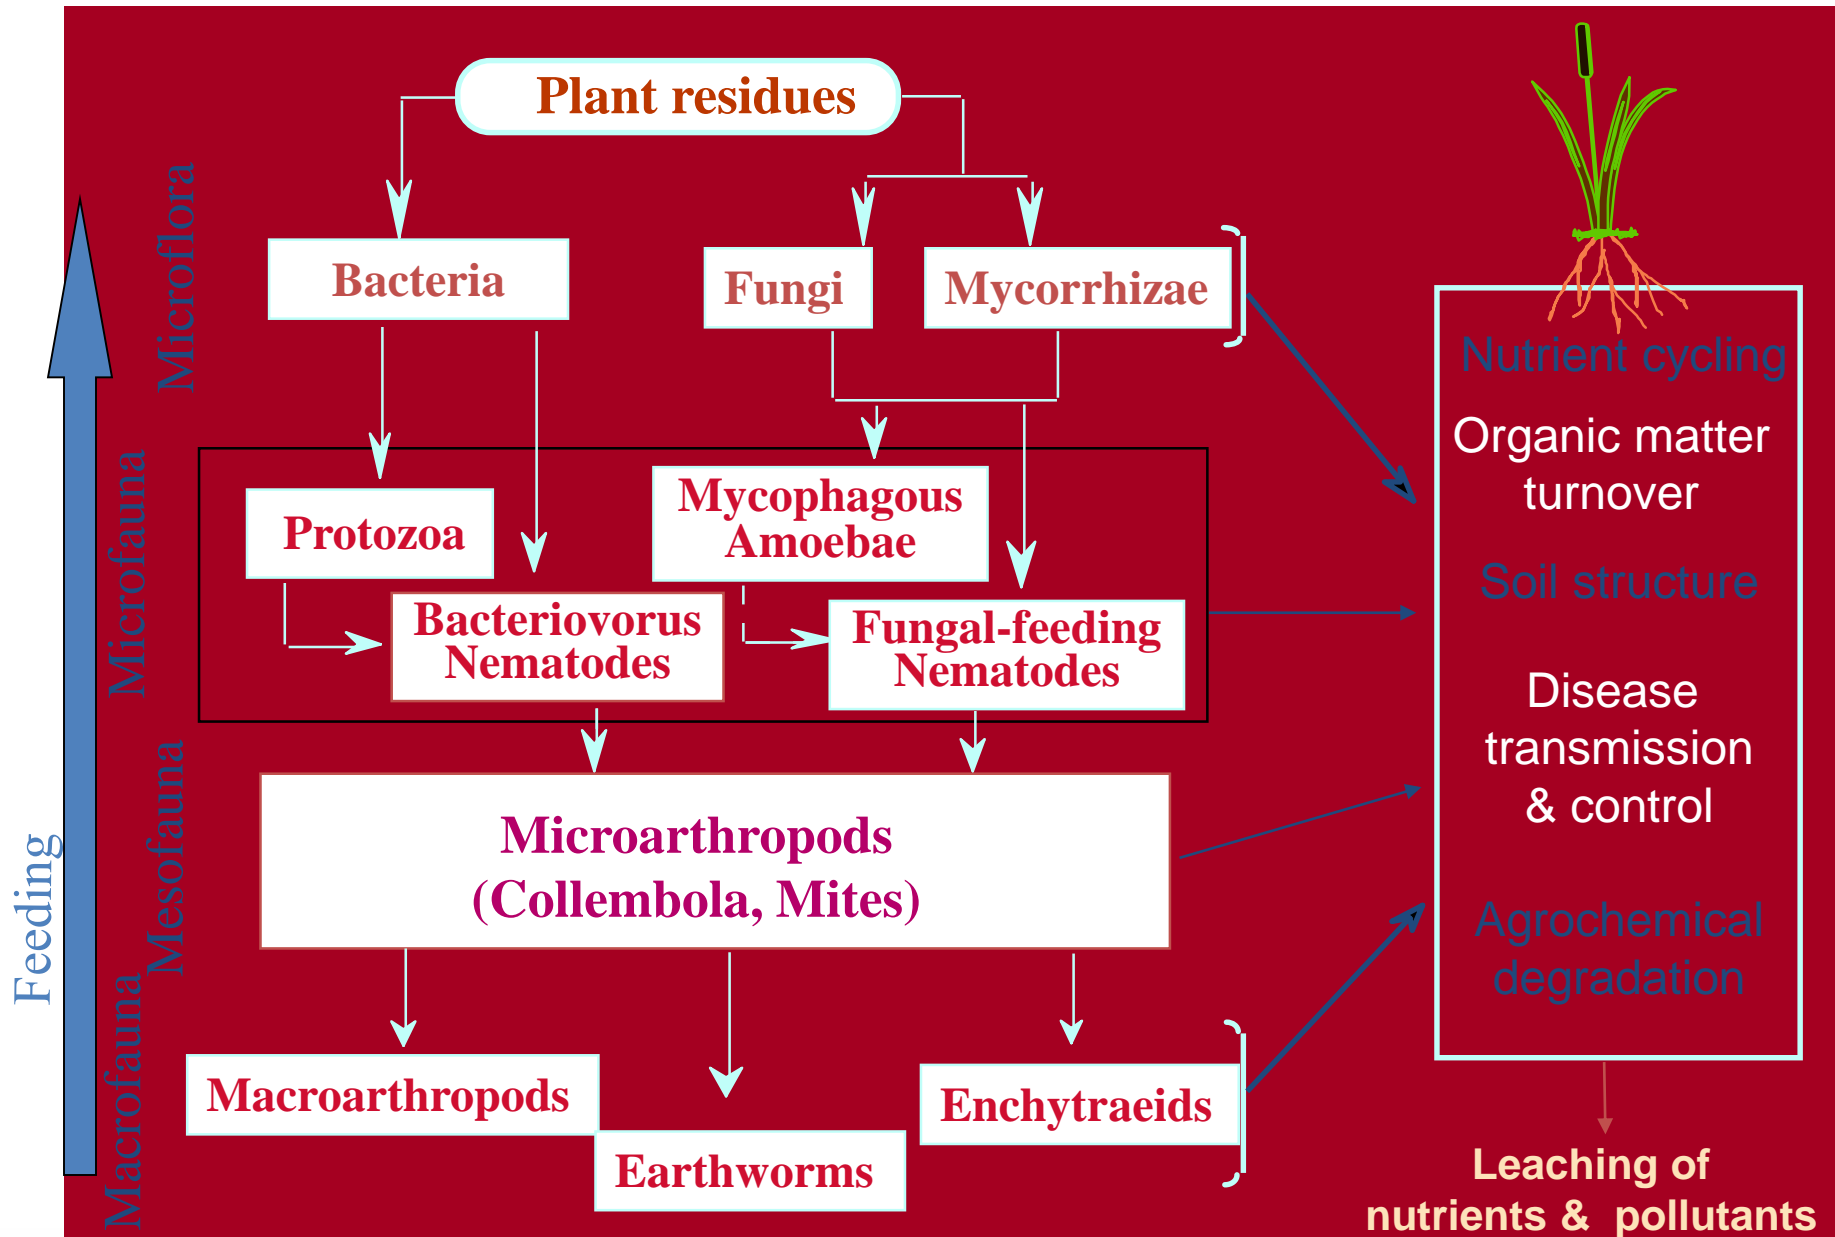 Plant residues
Microflora
Bacteria
Fungi
Mycorrhizae
Microfauna
Protozoa
Mycophagous
Amoebae
Bacteriovorus
Nematodes
Fungal-feeding
Nematodes
Mesofauna
Microarthropods
(Collembola, Mites)
Feeding
Macrofauna
Macroarthropods
Earthworms
Enchytraeids
Nutrient cycling
Organic matter
turnover
Soil structure
Disease
transmission
& control
Agrochemical
degradation
Leaching of
nutrients & pollutants